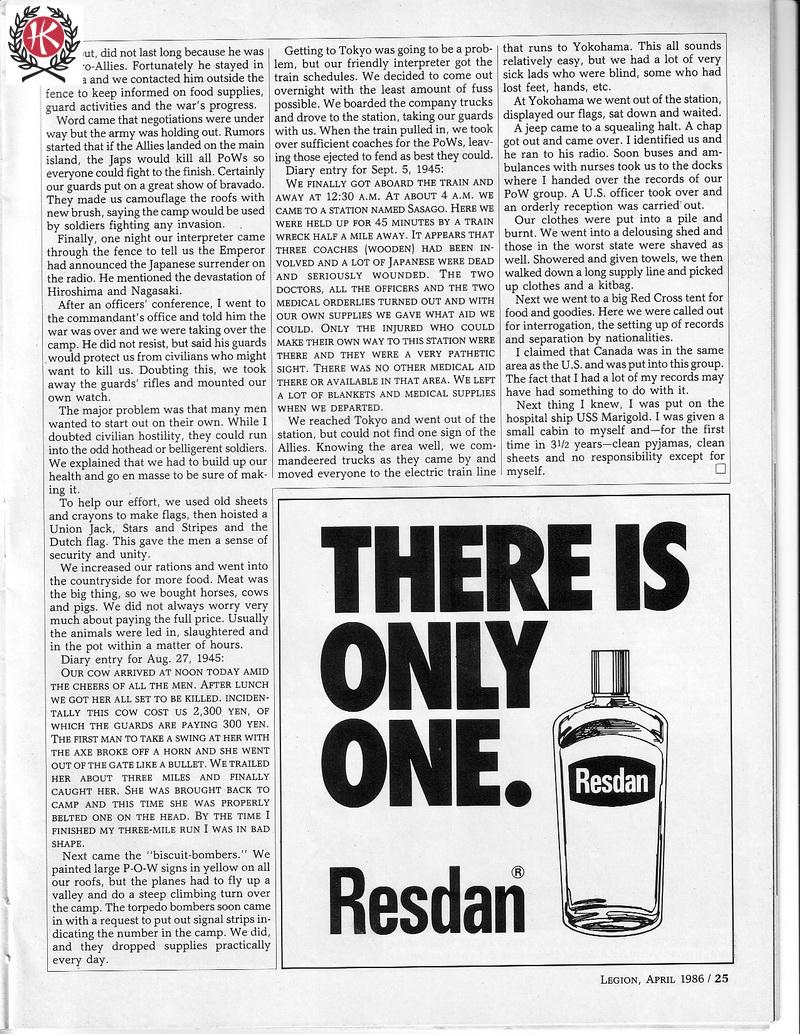 HK
out, did not last long because he was
ro-Allies. Fortunately he stayed in
a and we contacted him outside the
fence to keep informed on food supplies,
guard activities and the war's progress.
Word came that negotiations were under
way but the army was holding out. Rumors
started that if the Allies landed on the main
island, the Japs would kill all PoWs so
everyone could fight to the finish. Certainly
our guards put on a great show of bravado.
They made us camouflage the roofs with
new brush, saying the camp would be used
by soldiers fighting any invasion.
Finally, one night our interpreter came
through the fence to tell us the Emperor
had announced the Japanese surrender on
the radio. He mentioned the devastation of
Hiroshima and Nagasaki.
After an officers' conference, I went to
the commandant's office and told him the
war was over and we were taking over the
camp. He did not resist, but said his guards
would protect us from civilians who might
want to kill us. Doubting this, we took
away the guards' rifles and mounted our
own watch.
The major problem was that many men
wanted to start out on their own. While I
doubted civilian hostility, they could run
into the odd hothead or belligerent soldiers.
We explained that we had to build up our
health and go en masse to be sure of mak-
ing it.
To help our effort, we used old sheets
and crayons to make flags, then hoisted a
Union Jack, Stars and Stripes and the
Dutch flag. This gave the men a sense of
security and unity.
We increased our rations and went into
the countryside for more food. Meat was
the big thing, so we bought horses, cows
and pigs. We did not always worry very
much about paying the full price. Usually
the animals were led in, slaughtered and
in the pot within a matter of hours.
Diary entry for Aug. 27, 1945:
OUR COW ARRIVED AT NOON TODAY AMID
THE CHEERS OF ALL THE MEN. AFTER LUNCH
WE GOT HER ALL SET TO BE KILLED. INCIDEN-
TALLY THIS COW COST US 2,300 YEN, OF
WHICH THE GUARDS ARE PAYING 300 YEN.
THE FIRST MAN TO TAKE A SWING AT HER WITH
THE AXE BROKE OFF A HORN AND SHE WENT
OUT OF THE GATE LIKE A BULLET. WE TRAILED
HER ABOUT THREE MILES AND FINALLY
CAUGHT HER. SHE WAS BROUGHT BACK TO
CAMP AND THIS TIME SHE WAS PROPERLY
BELTED ONE ON THE HEAD. BY THE TIME I
FINISHED MY THREE-MILE RUN I WAS IN BAD
SHAPE.
Next came the "biscuit-bombers." We
painted large P-O-W signs in yellow on all
our roofs, but the planes had to fly up a
valley and do a steep climbing turn over
the camp. The torpedo bombers soon came
in with a request to put out signal strips in-
dicating the number in the camp. We did,
and they dropped supplies practically
every day.
Getting to Tokyo was going to be a prob-
lem, but our friendly interpreter got the
train schedules. We decided to come out
overnight with the least amount of fuss
possible. We boarded the company trucks
and drove to the station, taking our guards
with us. When the train pulled in, we took
over sufficient coaches for the PoWs, leav-
ing those ejected to fend as best they could.
Diary entry for Sept. 5, 1945:
WE FINALLY GOT ABOARD THE TRAIN AND
AWAY AT 12:30 A.M. AT ABOUT 4 A.M. WE
CAME TO A STATION NAMED SASAGO. HERE WE
WERE HELD UP FOR 45 MINUTES BY A TRAIN
WRECK HALF A MILE AWAY. IT APPEARS THAT
THREE COACHES (WOODEN) HAD BEEN IN-
VOLVED AND A LOT OF JAPANESE WERE DEAD
AND SERIOUSLY WOUNDED. THE TWO
DOCTORS, ALL THE OFFICERS AND THE TWO
MEDICAL ORDERLIES TURNED OUT AND WITH
OUR OWN SUPPLIES WE GAVE WHAT AID WE
COULD. ONLY THE INJURED WHO COULD
MAKE THEIR OWN WAY TO THIS STATION WERE
THERE AND THEY WERE A VERY PATHETIC
SIGHT. THERE WAS NO OTHER MEDICAL AID
THERE OR AVAILABLE IN THAT AREA. WE LEFT
A LOT OF BLANKETS AND MEDICAL SUPPLIES
WHEN WE DEPARTED.
We reached Tokyo and went out of the
station, but could not find one sign of the
Allies. Knowing the area well, we com-
mandeered trucks as they came by and
moved everyone to the electric train line
that runs to Yokohama. This all sounds
relatively easy, but we had a lot of very
sick lads who were blind, some who had
lost feet, hands, etc.
At Yokohama we went out of the station,
displayed our flags, sat down and waited.
A jeep came to a squealing halt. A chap
got out and came over. I identified us and
he ran to his radio. Soon buses and am-
bulances with nurses took us to the docks
where I handed over the records of our
PoW group. A U.S. officer took over and
an orderly reception was carried out.
Our clothes were put into a pile and
burnt. We went into a delousing shed and
those in the worst state were shaved as
well. Showered and given towels, we then
walked down a long supply line and picked
up clothes and a kitbag.
Next we went to a big Red Cross tent for
food and goodies. Here we were called out
for interrogation, the setting up of records
and separation by nationalities.
I claimed that Canada was in the same
area as the U.S. and was put into this group.
The fact that I had a lot of my records may
have had something to do with it.
Next thing I knew, I was put on the
hospital ship USS Marigold. I was given a
small cabin to myself and—for the first
time in 3 1/2 years—clean pyjamas, clean
sheets and no responsibility except for
myself.
THERE IS
ONLY
ONE.
Resdan
Resdan®
LEGION, APRIL 1986 / 25